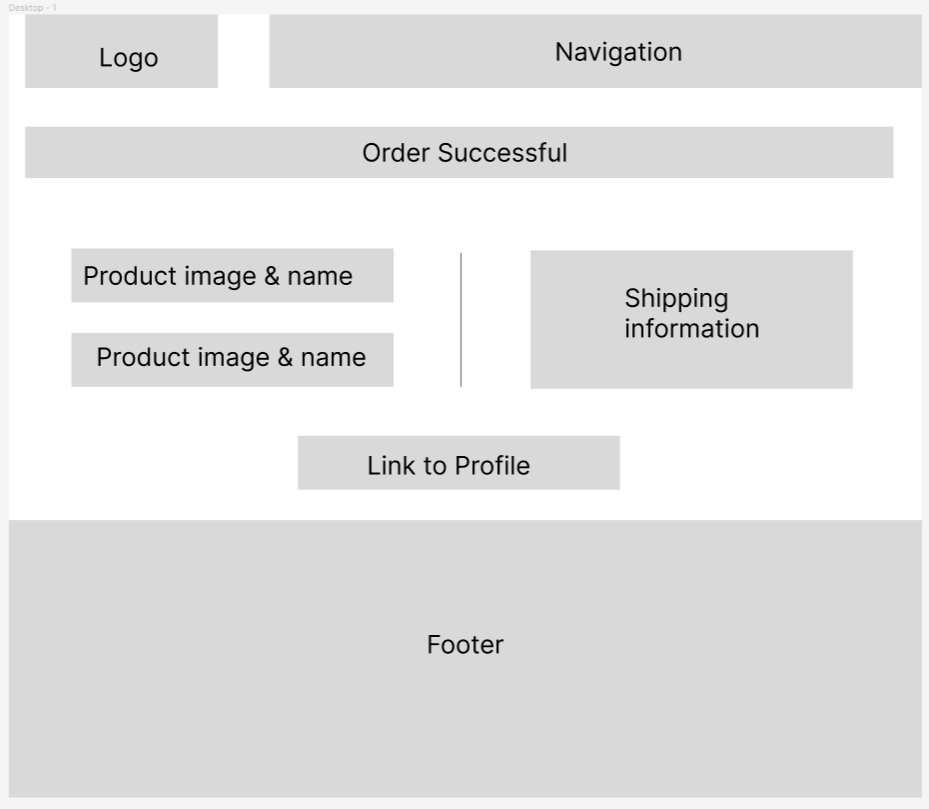 Desktop - 1
Logo
Navigation
Order Successful
Product image & name
Product image & name
Shipping
information
Link to Profile
Footer